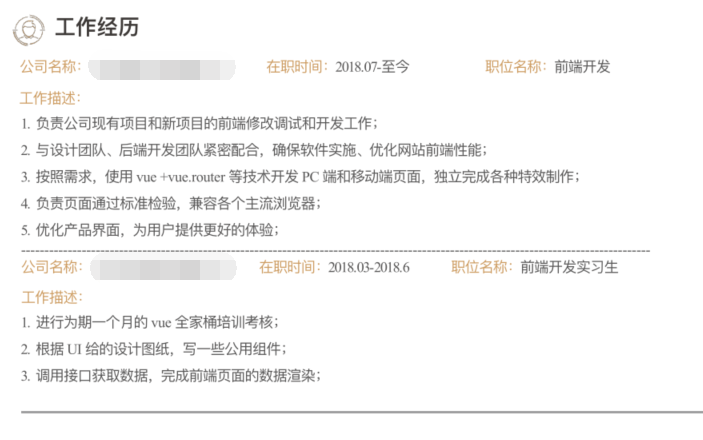 工作经历
公司名称： 在职时间：2018.07-至今 职位名称：前端开发
工作描述：
1. 负责公司现有项目和新项目的前端修改调试和开发工作；
2. 与设计团队、后端开发团队紧密配合，确保软件实施、优化网站前端性能；
3. 按照需求，使用 vue +vue.router 等技术开发 PC 端和移动端页面，独立完成各种特效制作；
4. 负责页面通过标准检验，兼容各个主流浏览器；
5. 优化产品界面，为用户提供更好的体验；
公司名称： 在职时间：2018.03-2018.6 职位名称：前端开发实习生
工作描述：
1. 进行为期一个月的 vue 全家桶培训考核；
2. 根据 UI 给的设计图纸，写一些公用组件；
3. 调用接口获取数据，完成前端页面的数据渲染；